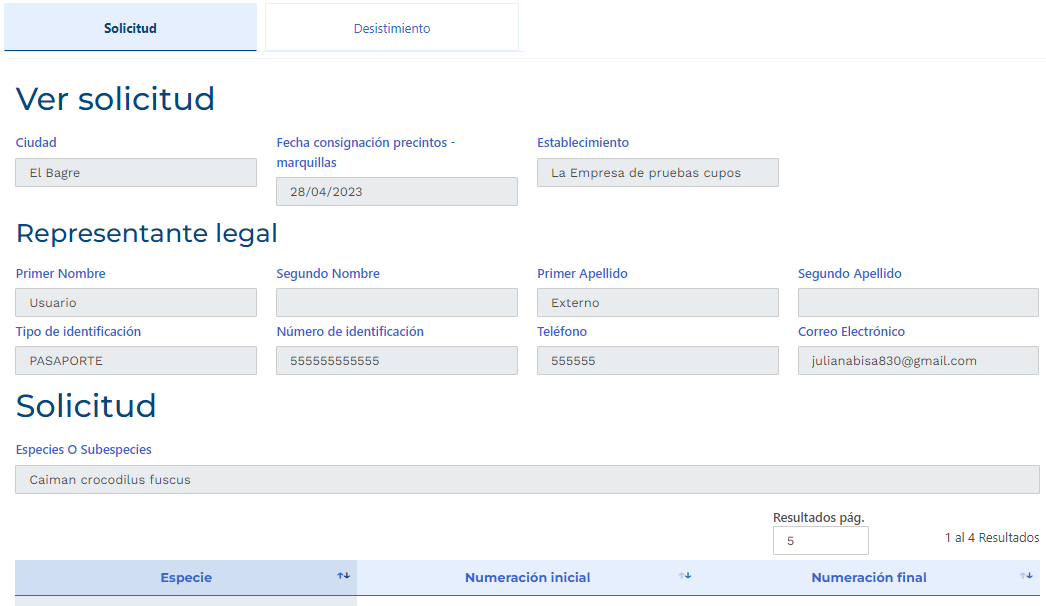 Solicitud
Desistimiento
Ver solicitud
Ciudad
Fecha consignación precintos -
marquillas
Establecimiento
El Bagre
28/04/2023
La Empresa de pruebas cupos
Representante legal
Primer Nombre
Segundo Nombre
Primer Apellido
Segundo Apellido
Usuario
Externo
Tipo de identificación
Número de identificación
Teléfono
Correo Electrónico
PASAPORTE
555555555555
555555
julianabisa830@gmail.com
Solicitud
Especies O Subespecies
Caiman crocodilus fuscus
Resultados pág.
5
1 al 4 Resultados
Especie
Numeración inicial
Numeración final